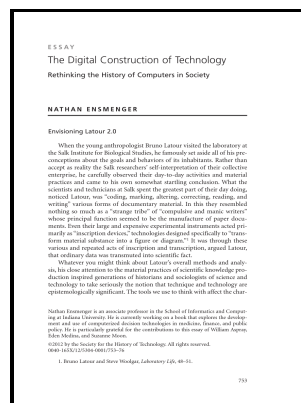 ESSAY
The Digital Construction of Technology
Rethinking the History of Computers in Society
NATHAN ENSMENGER
Envisioning Latour 2.0
When the young anthropologist Bruno Latour visited the laboratory at
the Salk Institute for Biological Studies, he famously set aside all of his pre-
conceptions about the goals and behaviors of its inhabitants. Rather than
accept as reality the Salk researchers' self-interpretation of their collective
enterprise, he carefully observed their day-to-day activities and material
practices and came to his own somewhat startling conclusion. What the
scientists and technicians at Salk spent the greatest part of their day doing,
noticed Latour, was "coding, marking, altering, correcting, reading, and
writing" various forms of documentary material. In this they resembled
nothing so much as a "strange tribe" of "compulsive and manic writers"
whose principal function seemed to be the manufacture of paper docu-
ments. Even their large and expensive experimental instruments acted pri-
marily as "inscription devices," technologies designed specifically to "trans-
form material substance into a figure or diagram."1 It was through these
various and repeated acts of inscription and transcription, argued Latour,
that ordinary data was transmuted into scientific fact.
Whatever you might think about Latour's overall methods and analy-
sis, his close attention to the material practices of scientific knowledge pro-
duction inspired generations of historians and sociologists of science and
technology to take seriously the notion that technique and technology are
epistemologically significant. The tools we use to think with affect the char-
Nathan Ensmenger is an associate professor in the School of Informatics and Comput-
ing at Indiana University. He is currently working on a book that explores the develop-
ment and use of computerized decision technologies in medicine, finance, and public
policy. He is particularly grateful for the contributions to this essay of William Aspray,
Eden Medina, and Suzanne Moon.
©2012 by the Society for the History of Technology. All rights reserved.
0040-165X/12/5304-0001/753–76
1. Bruno Latour and Steve Woolgar, Laboratory Life, 48–51.
753